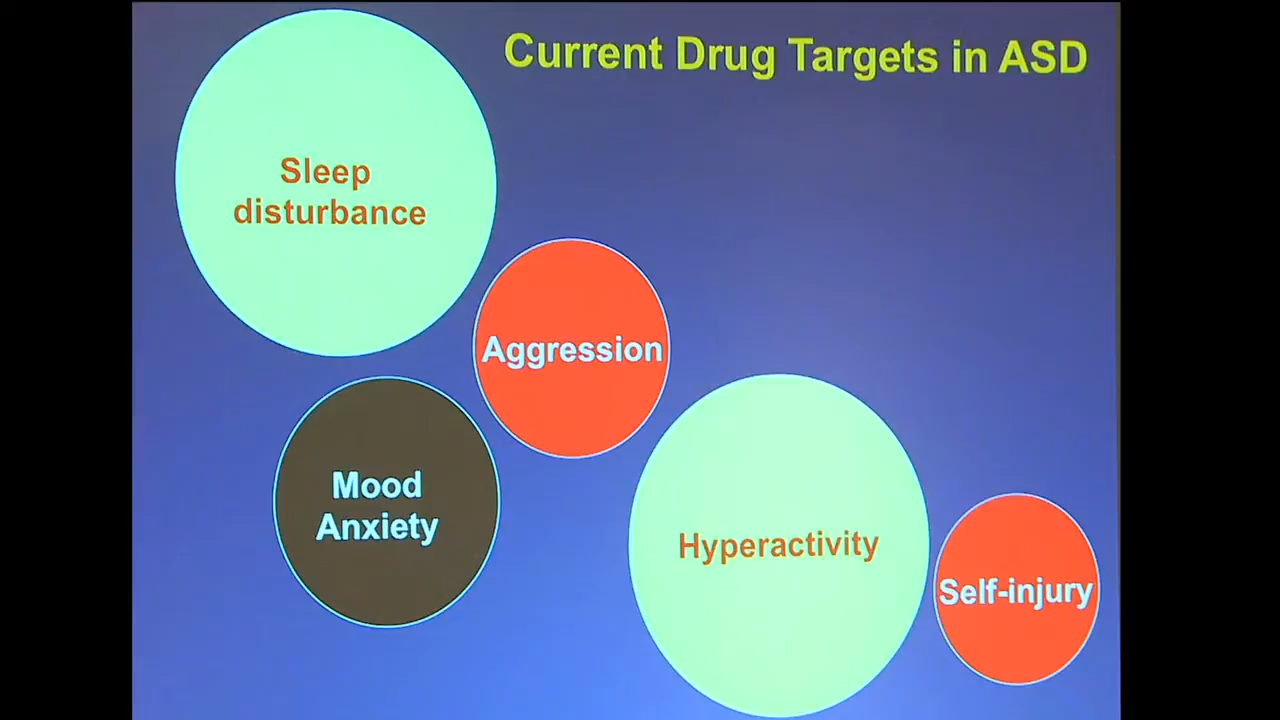 Current Drug Targets in ASD
Sleep
disturbance
Aggression
Mood
Anxiety
Hyperactivity
Self-injury